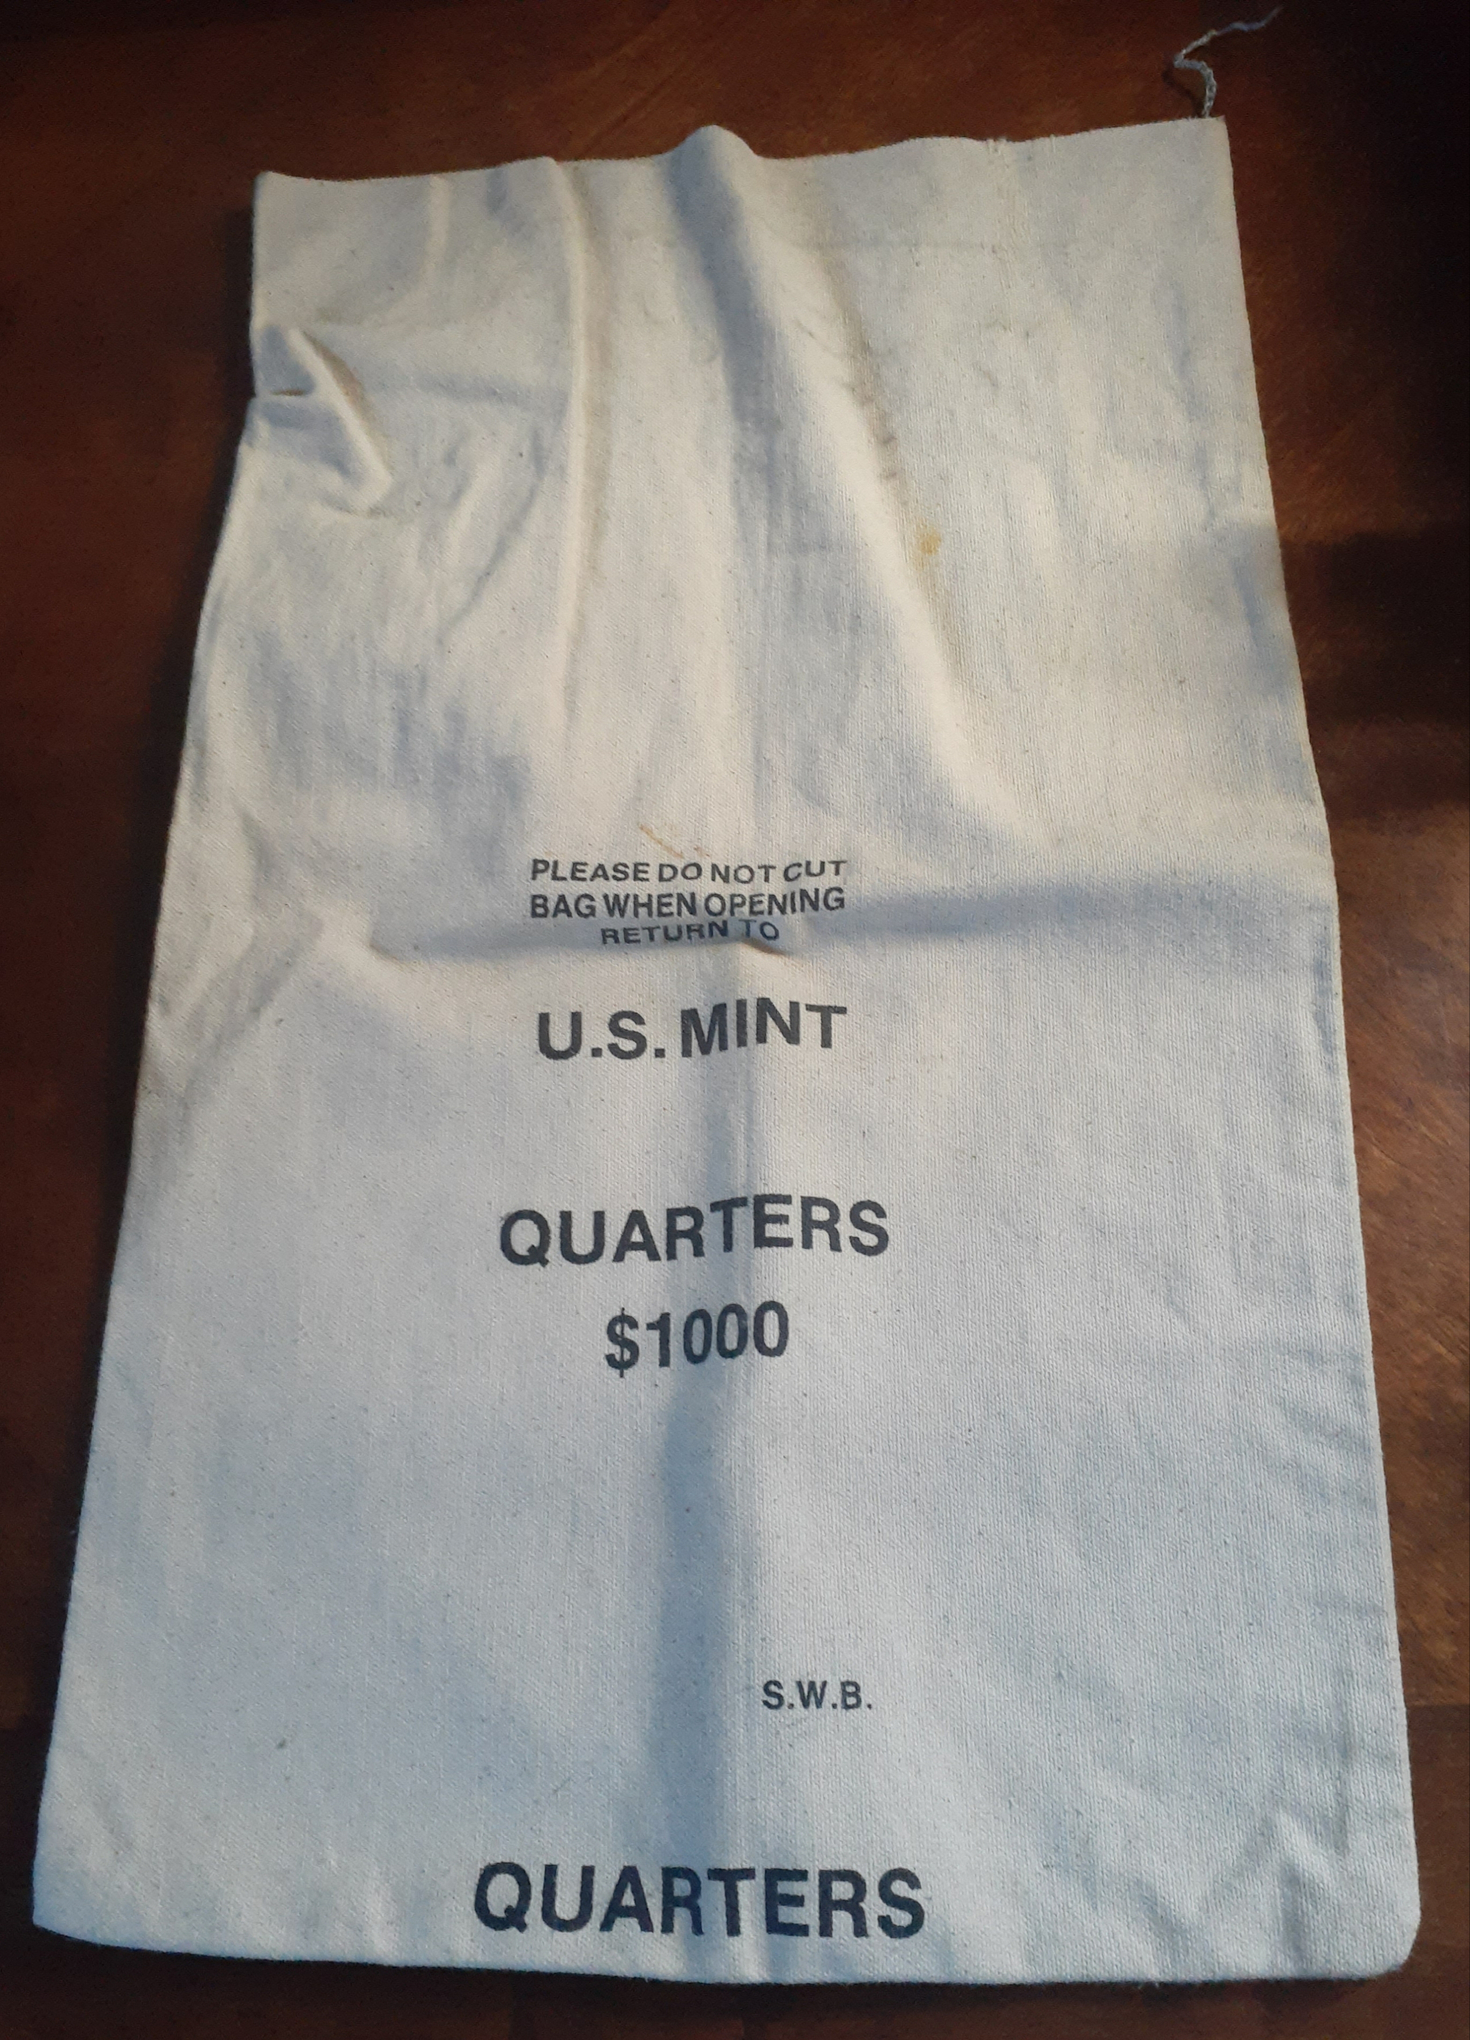 PLEASE DO NOT CUT
BAG WHEN OPENING
RETURN TO
U.S. MINT
QUARTERS
$1000
S.W.B.
QUARTERS